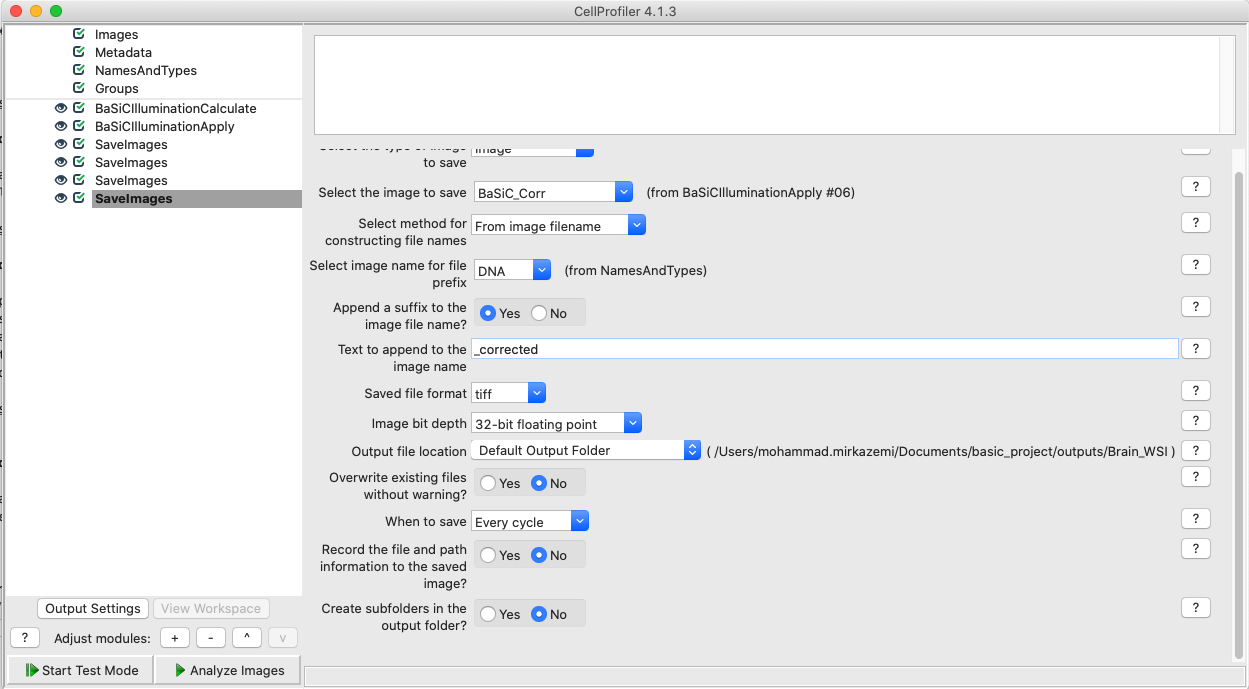 CellProfiler 4.1.3
Images
Metadata
NamesAndTypes
Groups
BaSiCIlluminationCalculate
BaSiCIlluminationApply
SaveImages
SaveImages
SaveImages
SaveImages
Select the type of image
to save
Image
Select the image to save
BaSiC_Corr
(from BaSiCIlluminationApply #06)
?
Select method for
constructing file names
From image filename
?
Select image name for file
prefix
DNA
(from NamesAndTypes)
?
Append a suffix to the
image file name?
Yes
No
?
Text to append to the
image name
_corrected
?
Saved file format
tiff
?
Image bit depth
32-bit floating point
?
Output file location
Default Output Folder
( /Users/mohammad.mirkazemi/Documents/basic_project/outputs/Brain_WSI )
?
Overwrite existing files
without warning?
Yes
No
?
When to save
Every cycle
?
Record the file and path
information to the saved
image?
Yes
No
?
Create subfolders in the
output folder?
Yes
No
?
Output Settings
View Workspace
?
Adjust modules:
+
-
^
v
Start Test Mode
Analyze Images